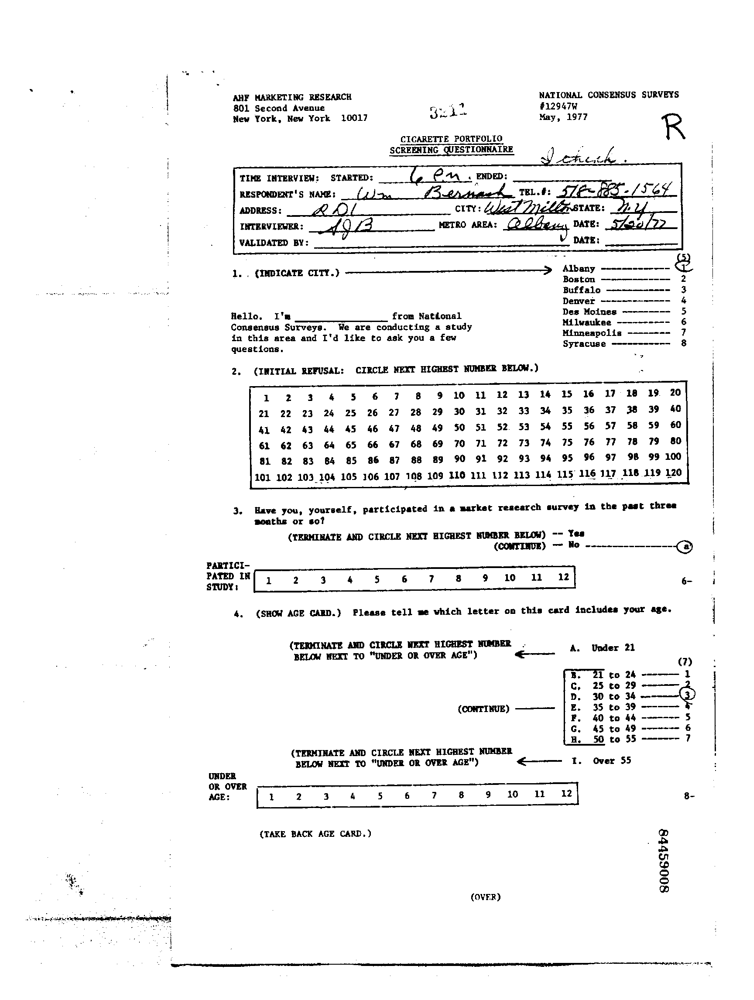 AHF MARKETING RESEARCH
801 Second Avenue
New York, New York 10017
3212
NATIONAL CONSENSUS SURVEYS
#12947W
May, 1977
R
CIGARETTE PORTFOLIO
SCREENING QUESTIONNAIRE
TIME INTERVIEW: STARTED: 6 PM. ENDED:
RESPONDENT'S NAME: Wm Bernash TEL.#: 518-885-1564
ADDRESS: RD1 CITY: West Milton STATE: NY
INTERVIEWER: METRO AREA: Albany DATE: 5/20/77
VALIDATED BY: DATE:
(5)
1. (INDICATE CITY.) Albany 1
Boston 2
Buffalo 3
Denver 4
Des Moines 5
Milwaukee 6
Minneapolis 7
Syracuse 8
Hello. I'm ____________ from National
Consensus Surveys. We are conducting a study
in this area and I'd like to ask you a few
questions.
2. (INITIAL REFUSAL: CIRCLE NEXT HIGHEST NUMBER BELOW.)
1 2 3 4 5 6 7 8 9 10 11 12 13 14 15 16 17 18 19 20
21 22 23 24 25 26 27 28 29 30 31 32 33 34 35 36 37 38 39 40
41 42 43 44 45 46 47 48 49 50 51 52 53 54 55 56 57 58 59 60
61 62 63 64 65 66 67 68 69 70 71 72 73 74 75 76 77 78 79 80
81 82 83 84 85 86 87 88 89 90 91 92 93 94 95 96 97 98 99 100
101 102 103 104 105 106 107 108 109 110 111 112 113 114 115 116 117 118 119 120
3. Have you, yourself, participated in a market research survey in the past three
months or so?
(TERMINATE AND CIRCLE NEXT HIGHEST NUMBER BELOW) -- Yes
(CONTINUE) -- No ---------- a
PARTICI-
PATED IN
STUDY: 1 2 3 4 5 6 7 8 9 10 11 12 6-
4. (SHOW AGE CARD.) Please tell me which letter on this card includes your age.
(TERMINATE AND CIRCLE NEXT HIGHEST NUMBER
BELOW NEXT TO "UNDER OR OVER AGE") A. Under 21
(7)
B. 21 to 24 1
C. 25 to 29 2
D. 30 to 34 3
(CONTINUE) E. 35 to 39 4
F. 40 to 44 5
G. 45 to 49 6
H. 50 to 55 7
(TERMINATE AND CIRCLE NEXT HIGHEST NUMBER
BELOW NEXT TO "UNDER OR OVER AGE") I. Over 55
UNDER
OR OVER
AGE: 1 2 3 4 5 6 7 8 9 10 11 12 8-
(TAKE BACK AGE CARD.)
84459008
(OVER)